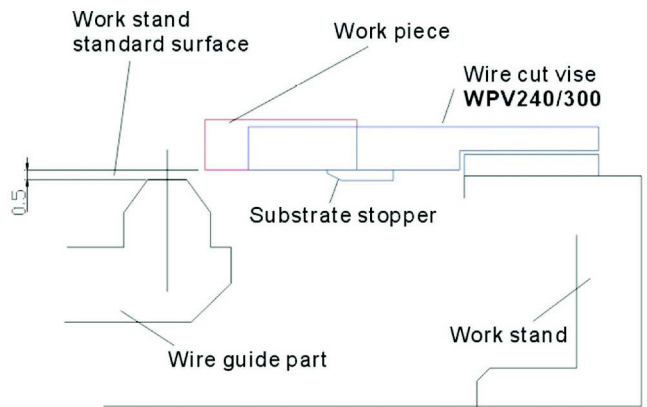 Work stand
standard surface
Work piece
Wire cut vise
WPV240/300
0.5
Substrate stopper
Work stand
Wire guide part